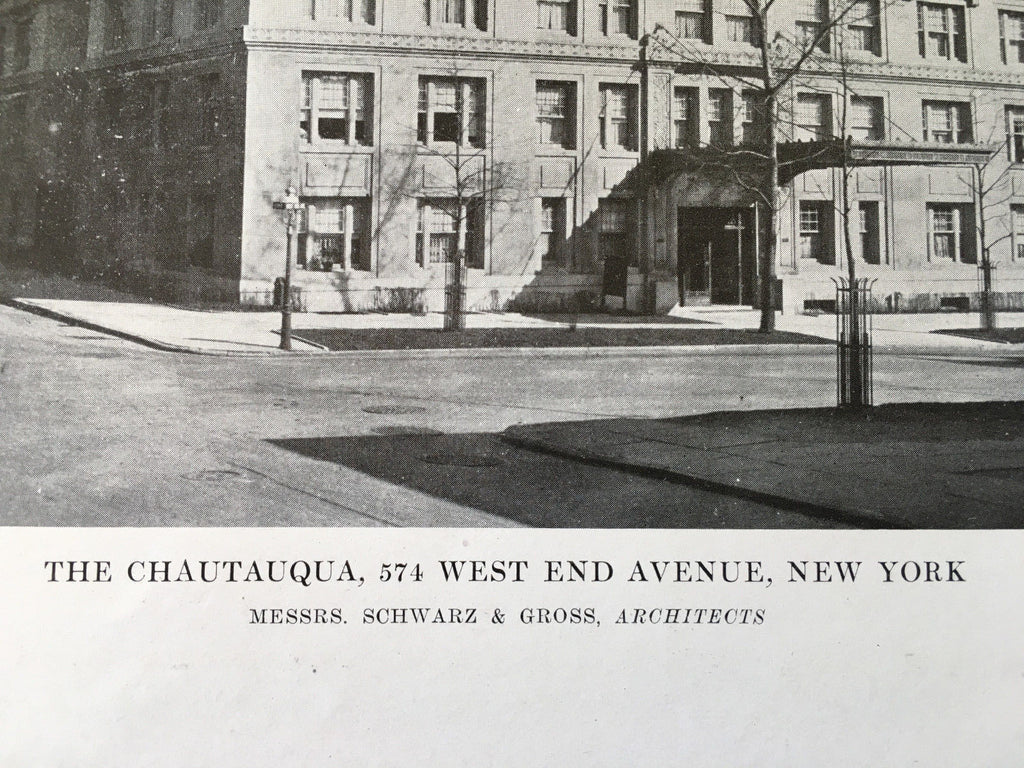 THE CHAUTAUQUA, 574 WEST END AVENUE, NEW YORK
MESSRS. SCHWARZ & GROSS, ARCHITECTS